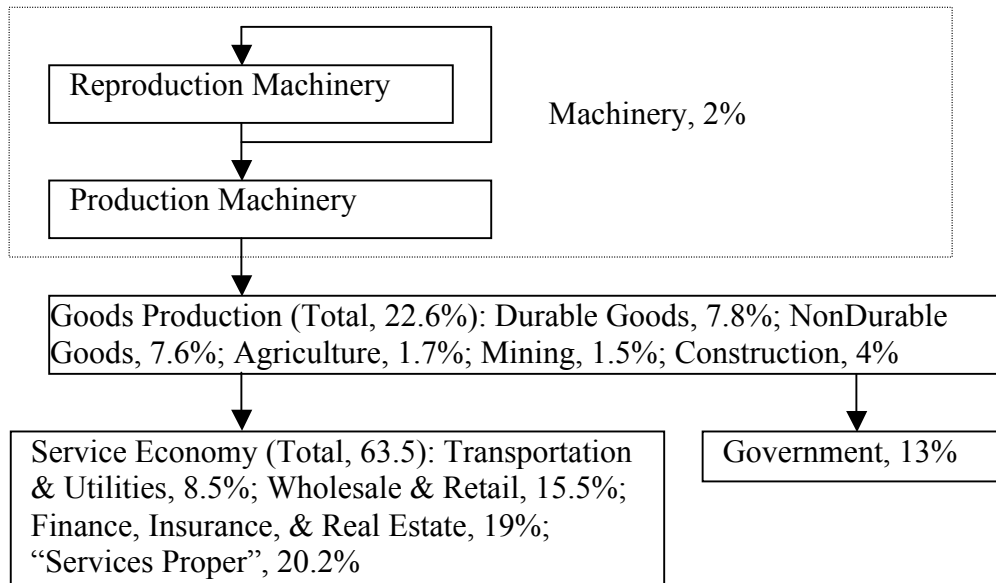 Reproduction Machinery
Machinery, 2%
Production Machinery
Goods Production (Total, 22.6%): Durable Goods, 7.8%; NonDurable
Goods, 7.6%; Agriculture, 1.7%; Mining, 1.5%; Construction, 4%
Service Economy (Total, 63.5): Transportation
& Utilities, 8.5%; Wholesale & Retail, 15.5%;
Finance, Insurance, & Real Estate, 19%;
“Services Proper”, 20.2%
Government, 13%